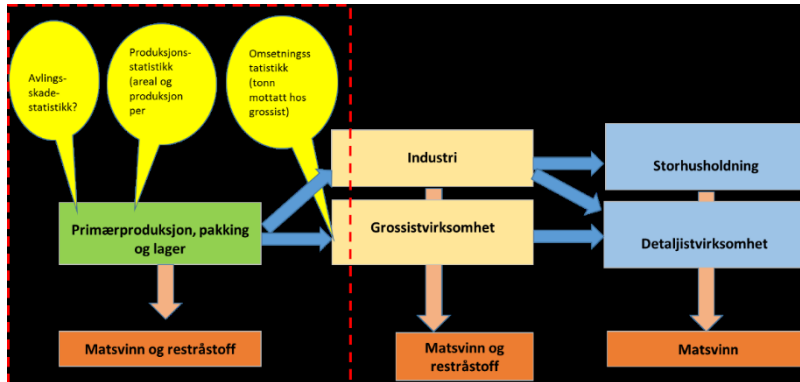 Avlings-
skade-
statistikk?
Produksjons-
statistikk
(areal og
produksjon
per
Omsetningss
tatistikk
(tonn
mottatt hos
grossist)
Industri
Storhusholdning
Primærproduksjon, pakking
og lager
Grossistvirksomhet
Detaljistvirksomhet
Matsvinn og restråstoff
Matsvinn og
restråstoff
Matsvinn